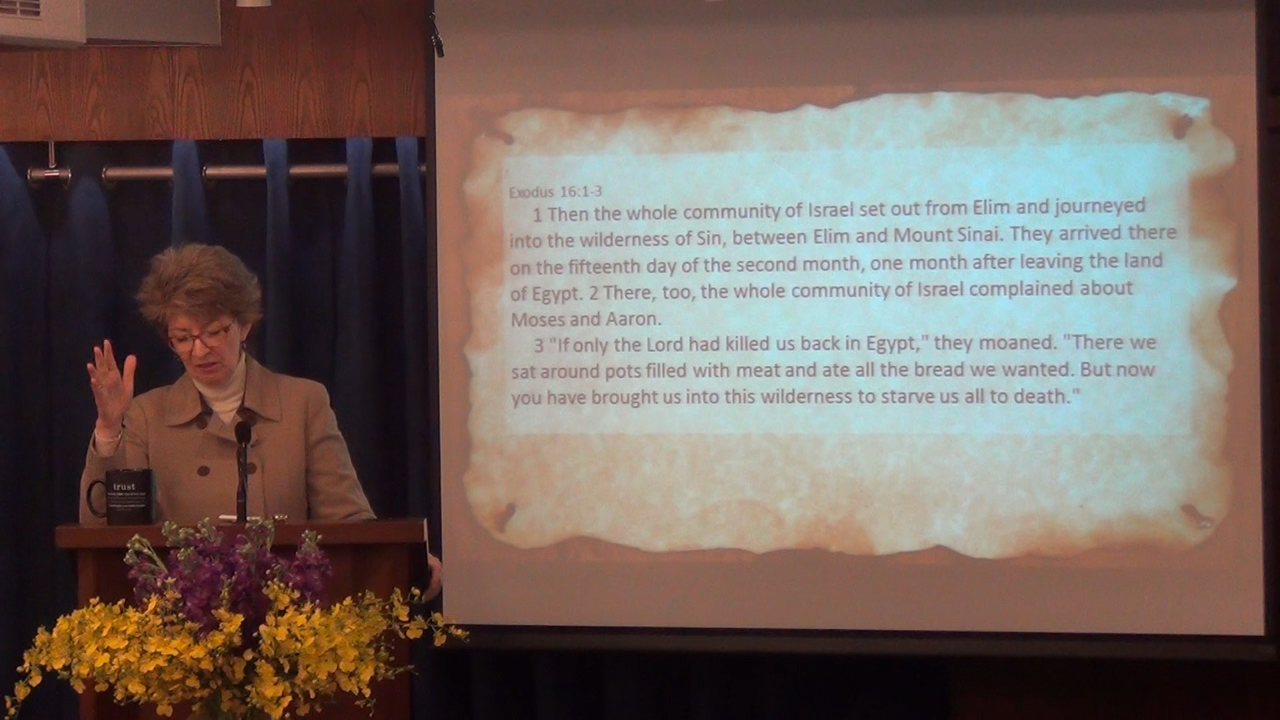 Exodus 16:1-3
1 Then the whole community of Israel set out from Elim and journeyed
into the wilderness of Sin, between Elim and Mount Sinai. They arrived there
on the fifteenth day of the second month, one month after leaving the land
of Egypt. 2 There, too, the whole community of Israel complained about
Moses and Aaron.
3 "If only the Lord had killed us back in Egypt," they moaned. "There we
sat around pots filled with meat and ate all the bread we wanted. But now
you have brought us into this wilderness to starve us all to death."
trust